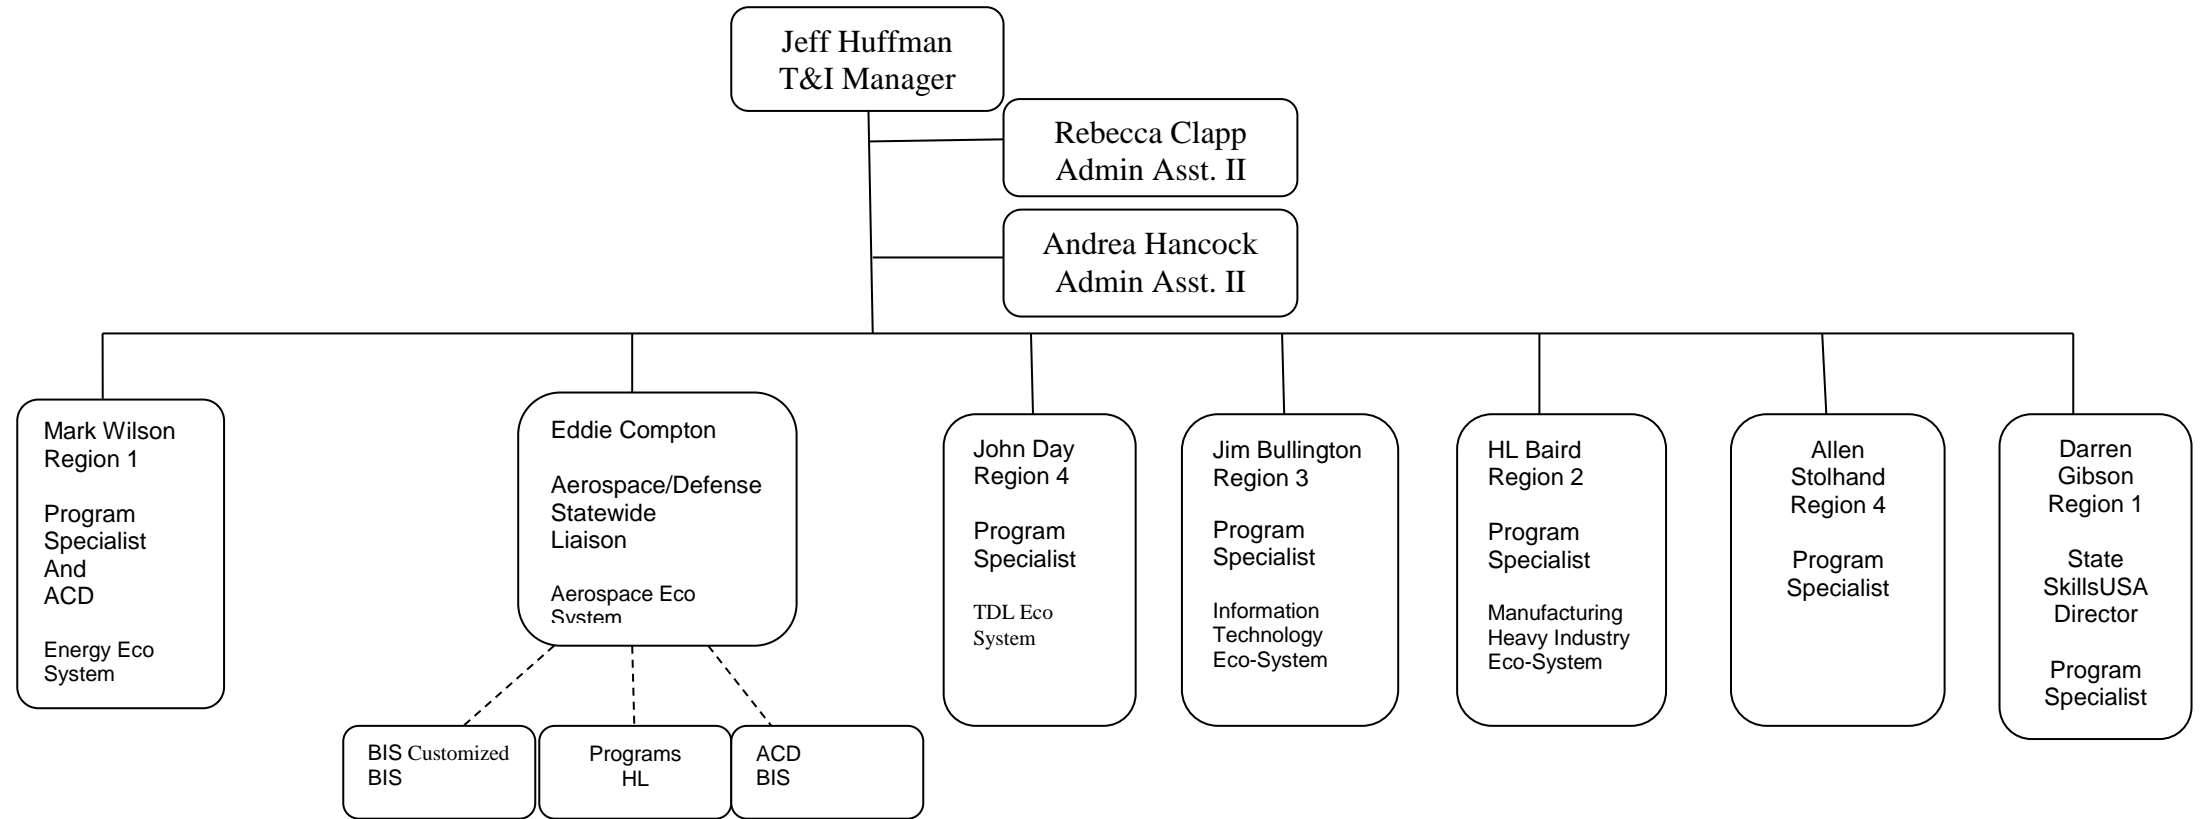 Jeff Huffman
T&I Manager
Rebecca Clapp
Admin Asst. II
Andrea Hancock
Admin Asst. II
Mark Wilson
Region 1
Program
Specialist
And
ACD
Energy Eco
System
Eddie Compton
Aerospace/Defense
Statewide
Liaison
Aerospace Eco
System
John Day
Region 4
Program
Specialist
TDL Eco
System
Jim Bullington
Region 3
Program
Specialist
Information
Technology
Eco-System
HL Baird
Region 2
Program
Specialist
Manufacturing
Heavy Industry
Eco-System
Allen
Stolhand
Region 4
Program
Specialist
Darren
Gibson
Region 1
State
SkillsUSA
Director
Program
Specialist
BIS Customized
BIS
Programs
HL
ACD
BIS